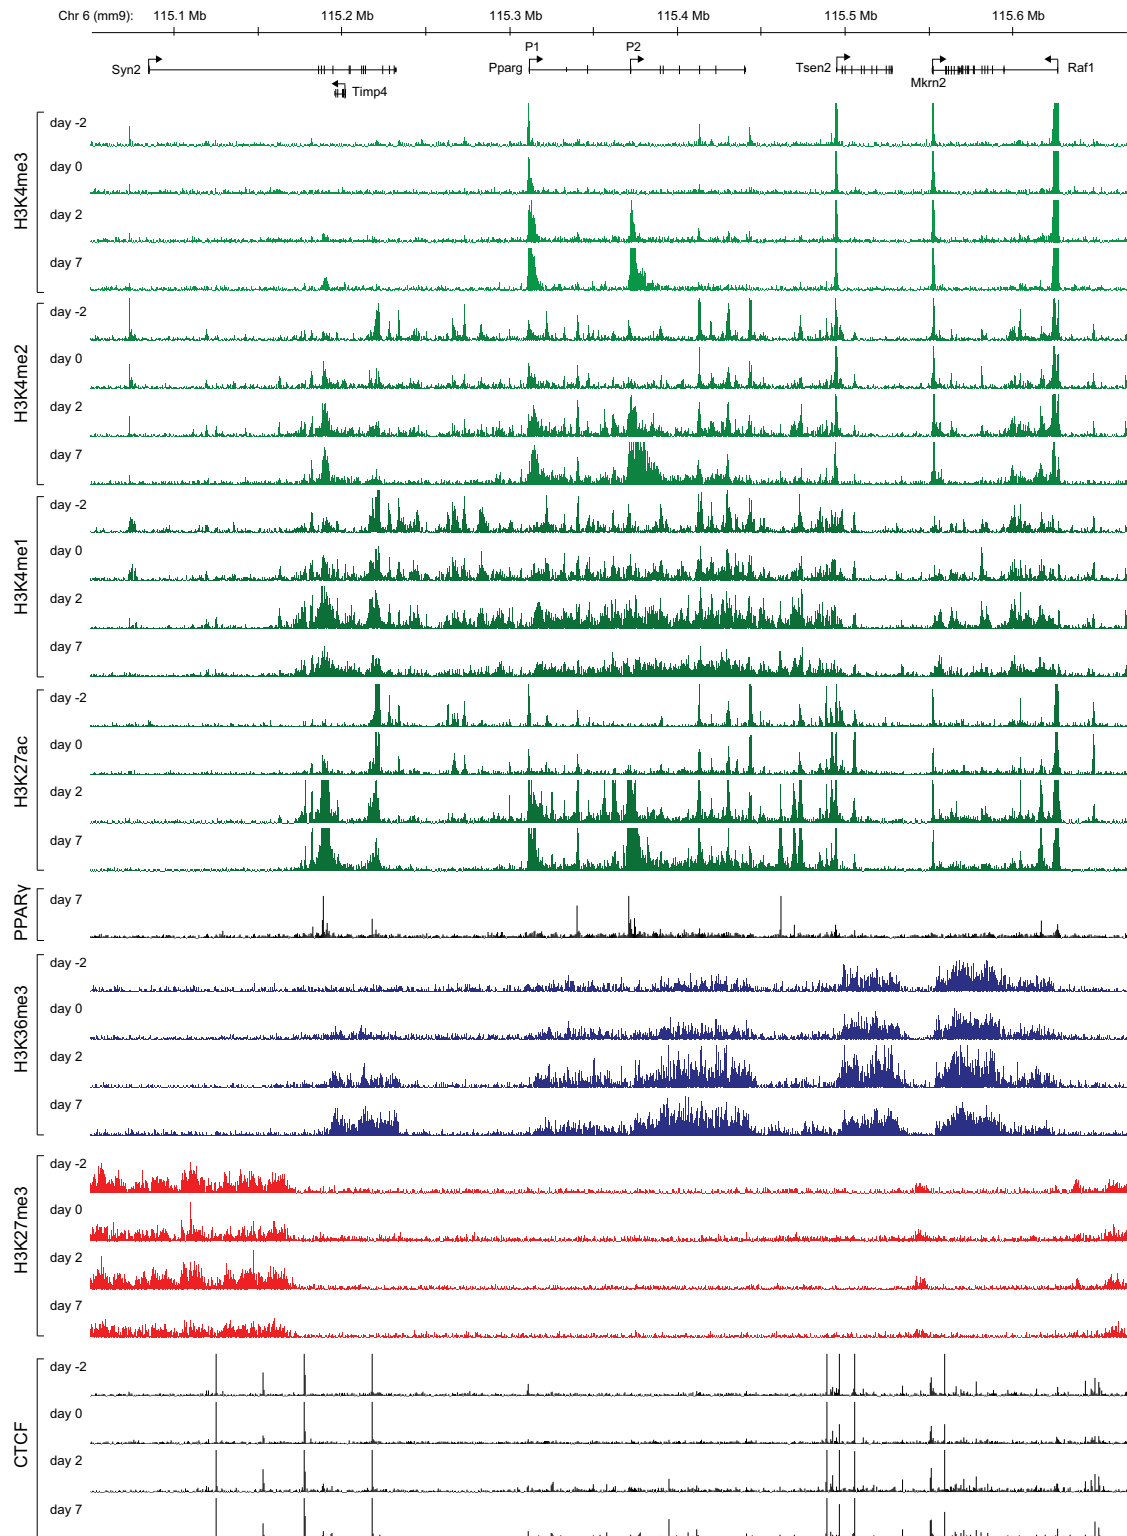 Chr 6 (mm9): 115.1 Mb 115.2 Mb 115.3 Mb 115.4 Mb 115.5 Mb 115.6 Mb
P1 P2
Syn2 Pparg Tsen2 Raf1
Mkrn2
Timp4
H3K4me3
day -2
day 0
day 2
day 7
H3K4me2
day -2
day 0
day 2
day 7
H3K4me1
day -2
day 0
day 2
day 7
H3K27ac
day -2
day 0
day 2
day 7
PPARγ
day 7
H3K36me3
day -2
day 0
day 2
day 7
H3K27me3
day -2
day 0
day 2
day 7
CTCF
day -2
day 0
day 2
day 7